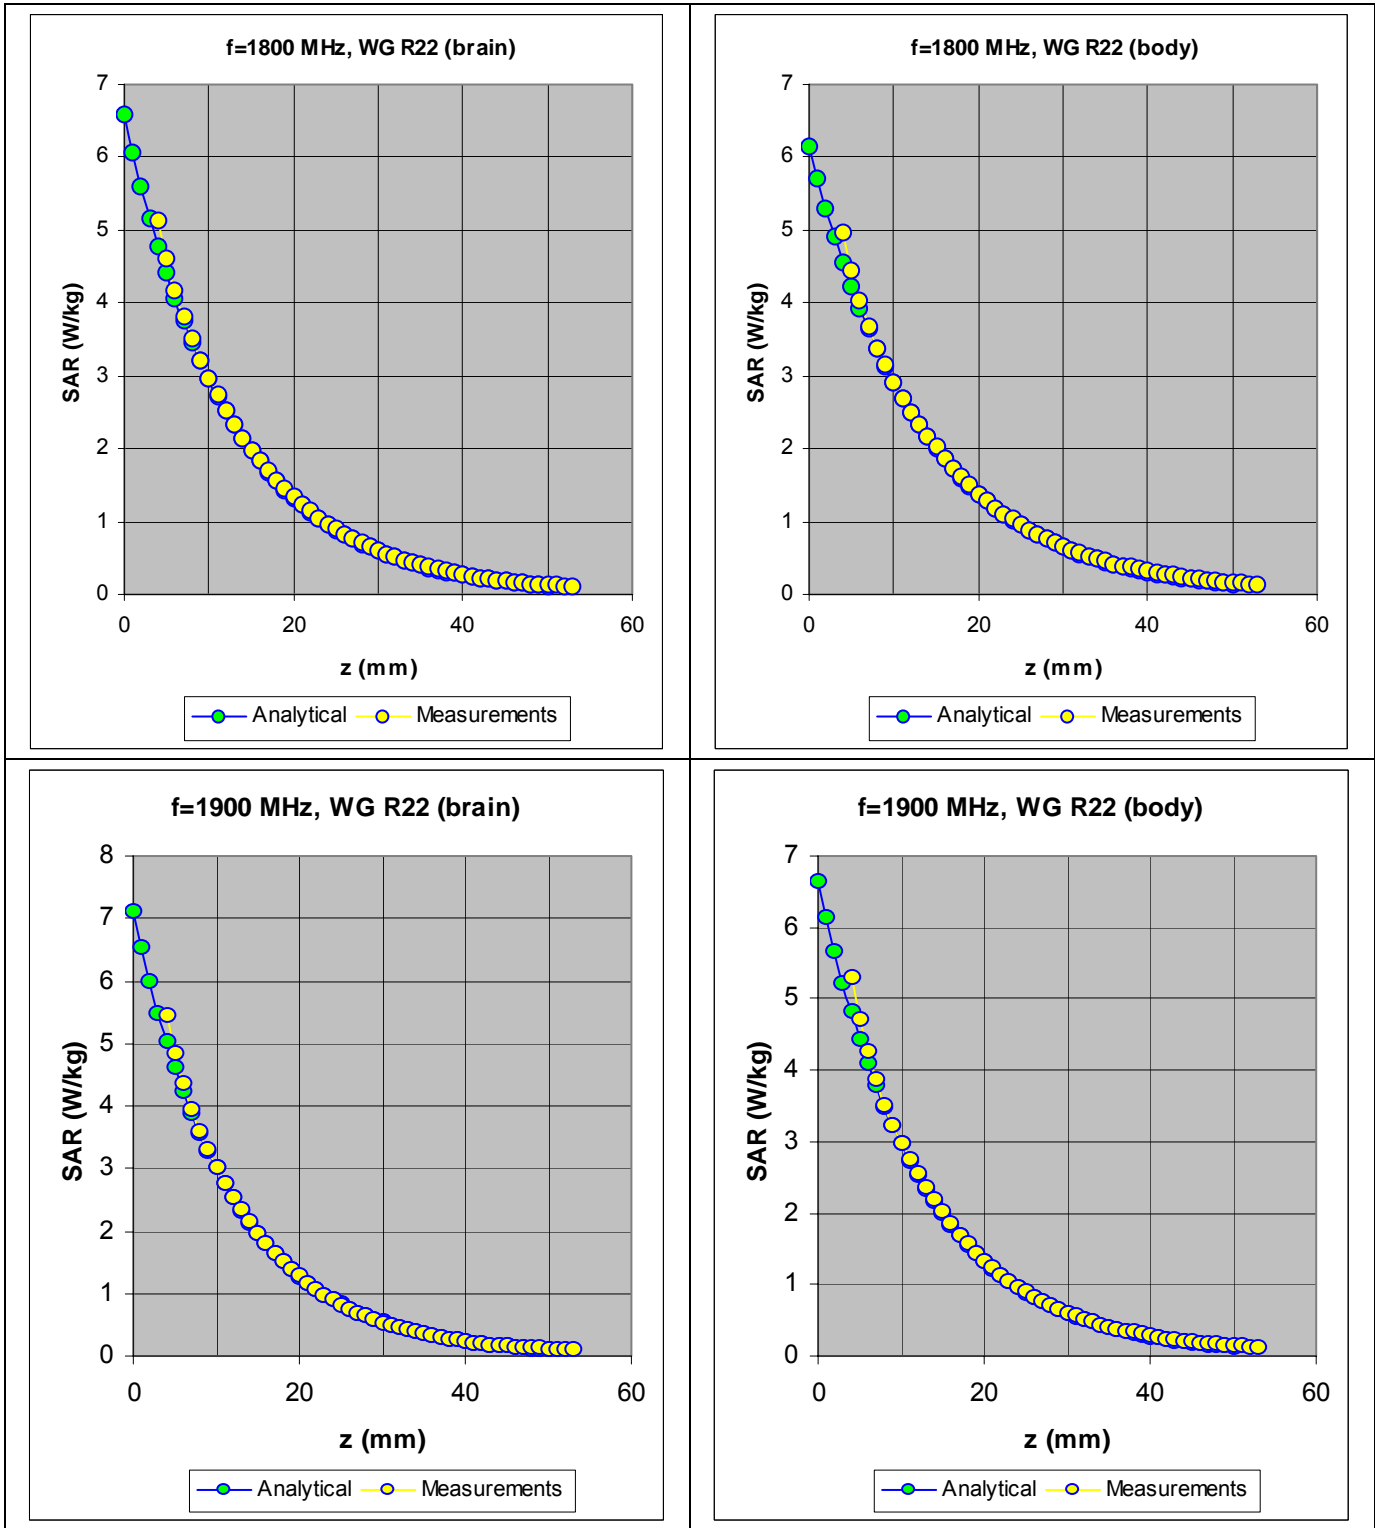 f=1800 MHz, WG R22 (brain)
7
6
5
4
3
2
1
0
SAR (W/kg)
0 20 40 60
z (mm)
Analytical Measurements
f=1800 MHz, WG R22 (body)
7
6
5
4
3
2
1
0
SAR (W/kg)
0 20 40 60
z (mm)
Analytical Measurements
f=1900 MHz, WG R22 (brain)
8
7
6
5
4
3
2
1
0
SAR (W/kg)
0 20 40 60
z (mm)
Analytical Measurements
f=1900 MHz, WG R22 (body)
7
6
5
4
3
2
1
0
SAR (W/kg)
0 20 40 60
z (mm)
Analytical Measurements